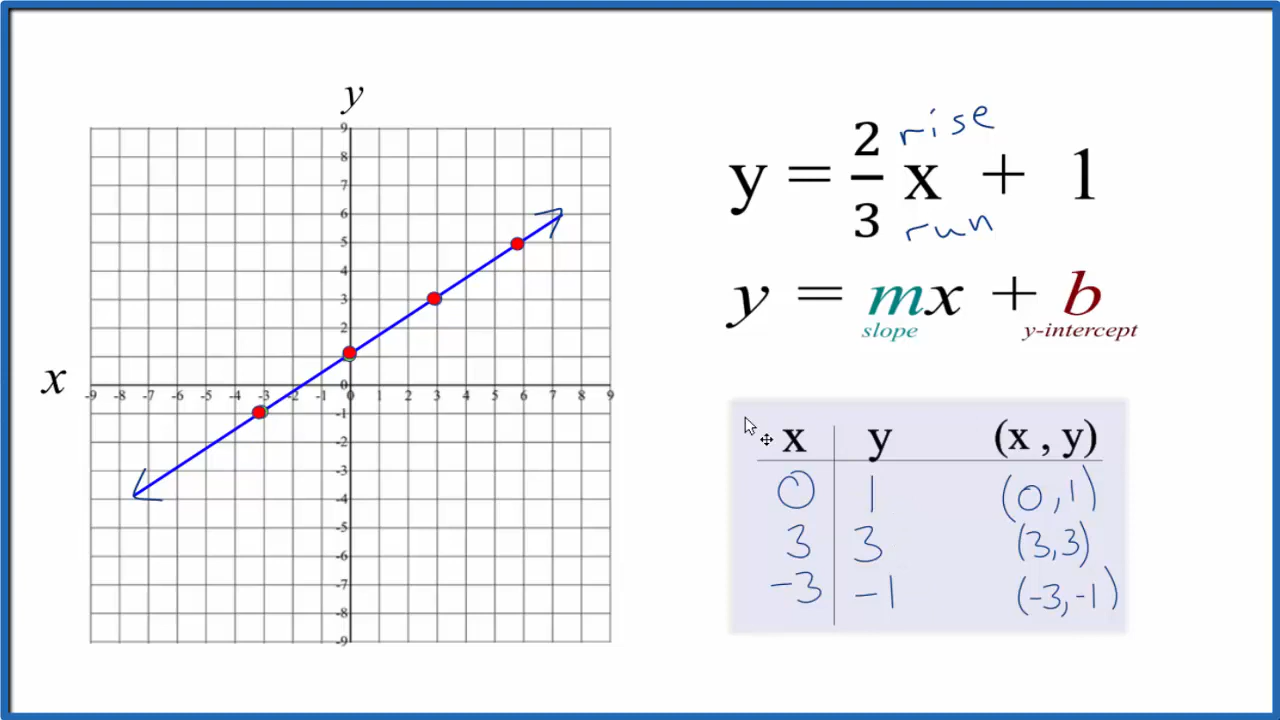 y
9
8
7
6
5
4
3
2
x
-9 -8 -7 -6 -5 -4 -3 -2 -1 0 1 2 3 4 5 6 7 8 9
0
-1
-2
-3
-4
-5
-6
-7
-8
-9
y = 2/3 x + 1
rise
run
y = mx + b
slope y-intercept
x y (x , y)
0 1 (0,1)
3 3 (3,3)
-3 -1 (-3,-1)